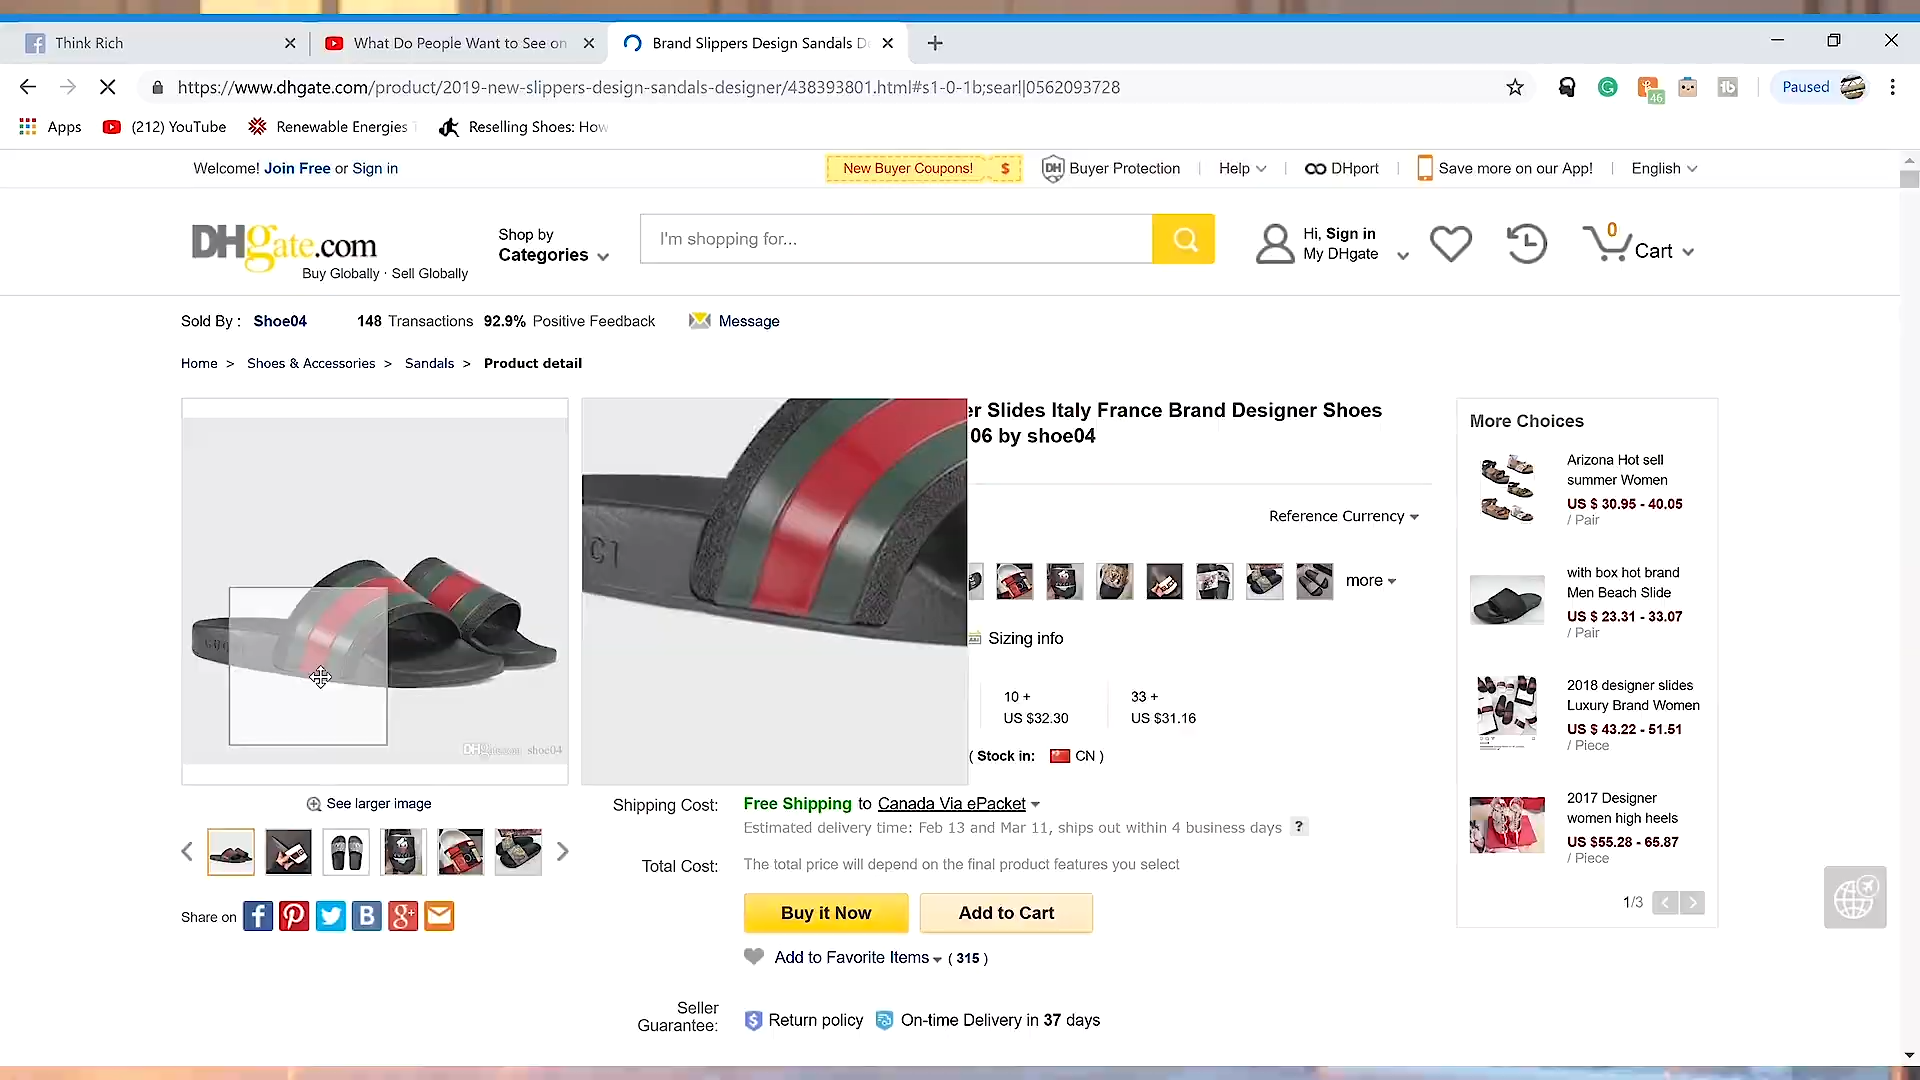 Think Rich
What Do People Want to See on
Brand Slippers Design Sandals D
https://www.dhgate.com/product/2019-new-slippers-design-sandals-designer/438393801.html#s1-0-1b;searl|0562093728
46
Paused
Apps
(212) YouTube
Renewable Energies
Reselling Shoes: How
Welcome! Join Free or Sign in
New Buyer Coupons! $
DH Buyer Protection
Help
DHport
Save more on our App!
English
DHgate.com
Buy Globally · Sell Globally
Shop by
Categories
I'm shopping for...
Hi, Sign in
My DHgate
0
Cart
Sold By : Shoe04
148 Transactions 92.9% Positive Feedback
Message
Home > Shoes & Accessories > Sandals > Product detail
er Slides Italy France Brand Designer Shoes
06 by shoe04
Reference Currency
more
Sizing info
10 +
US $32.30
33 +
US $31.16
( Stock in: CN )
DHgate.com shoe04
See larger image
Share on
Shipping Cost: Free Shipping to Canada Via ePacket
Estimated delivery time: Feb 13 and Mar 11, ships out within 4 business days ?
Total Cost: The total price will depend on the final product features you select
Buy it Now
Add to Cart
Add to Favorite Items ( 315 )
Seller
Guarantee:
Return policy
On-time Delivery in 37 days
More Choices
Arizona Hot sell
summer Women
US $ 30.95 - 40.05
/ Pair
with box hot brand
Men Beach Slide
US $ 23.31 - 33.07
/ Pair
2018 designer slides
Luxury Brand Women
US $ 43.22 - 51.51
/ Piece
2017 Designer
women high heels
US $55.28 - 65.87
/ Piece
1/3